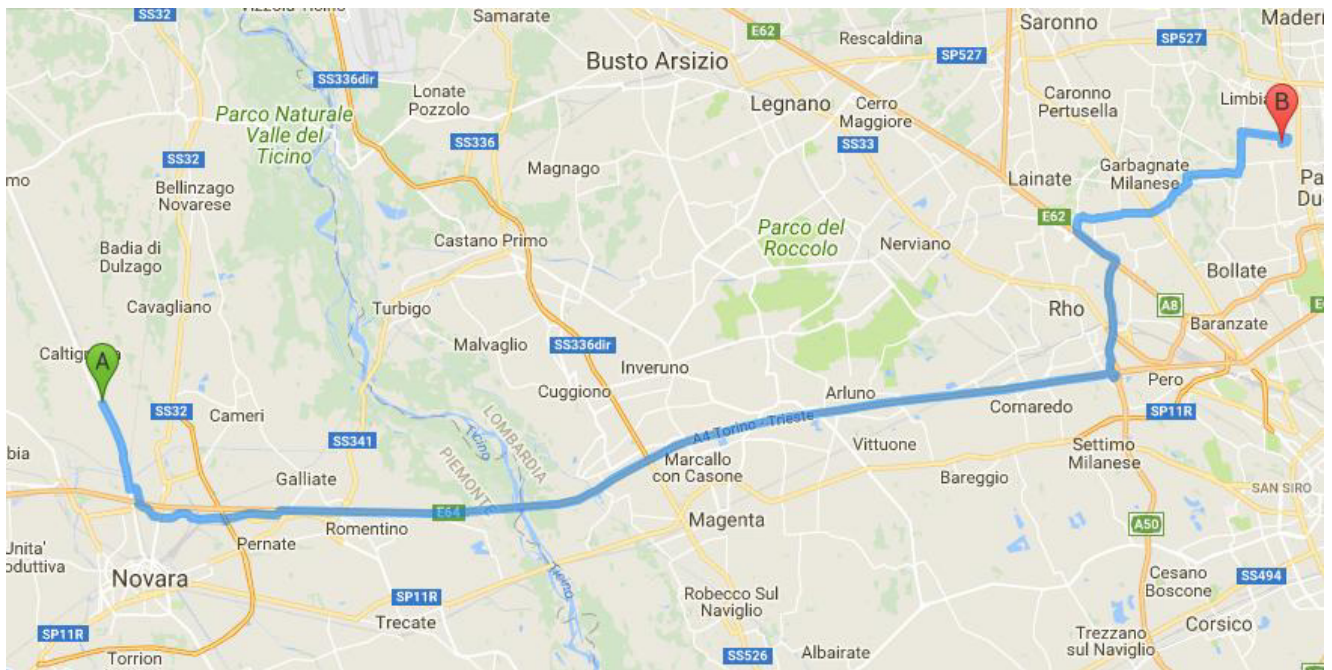 SS32
Samarate
Saronno
Madern
E62
Rescaldina
SP527
SS336dir
Busto Arsizio
SP527
Lonate
Pozzolo
Legnano
Cerro
Maggiore
Caronno
Pertusella
Limbia
B
Parco Naturale
Valle del
Ticino
SS336
SS33
SS32
Magnago
Garbagnate
Milanese
Lainate
Bellinzago
Novarese
E62
Parco del
Roccolo
Castano Primo
Nerviano
Badia di
Dulzago
Bollate
Cavagliano
Turbigo
Rho
A8
Baranzate
Malvaglio
SS336dir
Caltign
A
Inveruno
Pero
Cuggiono
Arluno
Cornaredo
SP11R
SS32
Cameri
LOMBARDIA
PIEMONTE
Ticino
A4 Torino - Trieste
SS341
Vittuone
Settimo
Milanese
Marcallo
con Casone
Galliate
Bareggio
SAN SIRO
E64
Romentino
Magenta
A50
Pernate
Unita'
oduttiva
Novara
Ticino
Cesano
Boscone
SS494
SP11R
Robecco Sul
Naviglio
Trecate
SP11R
Corsico
Trezzano
sul Naviglio
Torrion
SS526
Albairate